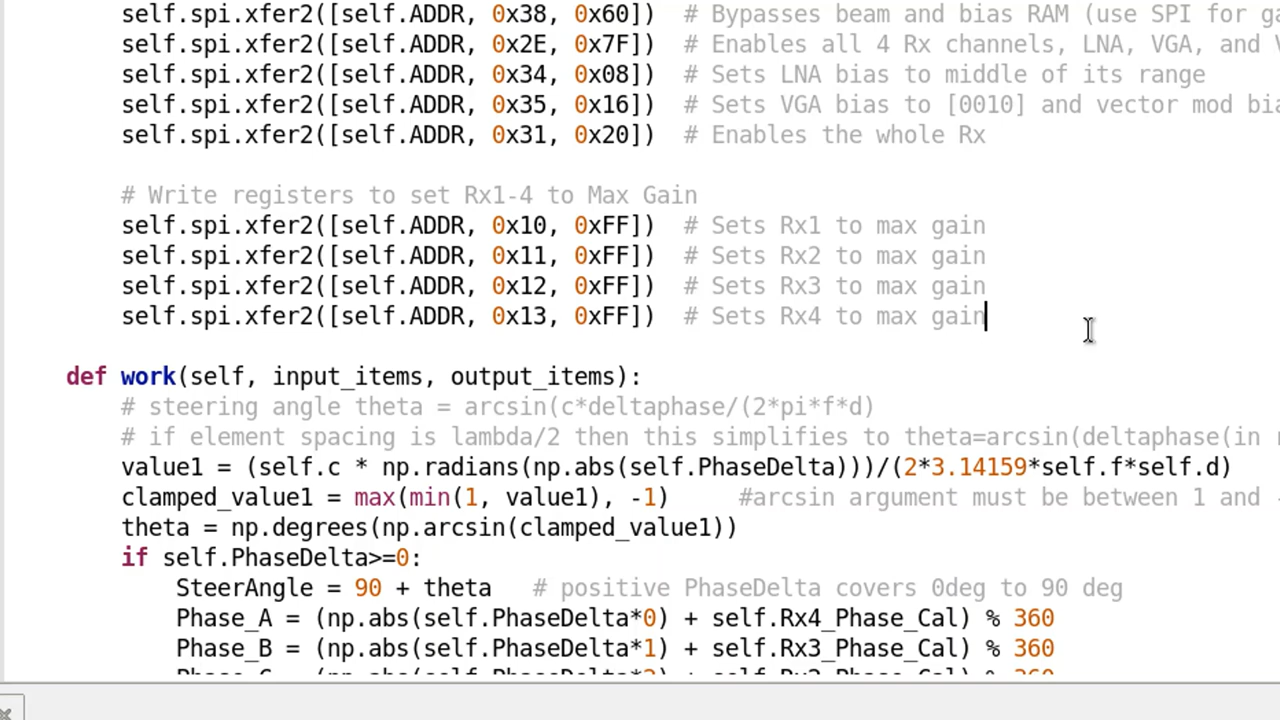 self.spi.xfer2([self.ADDR, 0x38, 0x60]) # Bypasses beam and bias RAM (use SPI for
self.spi.xfer2([self.ADDR, 0x2E, 0x7F]) # Enables all 4 Rx channels, LNA, VGA, and
self.spi.xfer2([self.ADDR, 0x34, 0x08]) # Sets LNA bias to middle of its range
self.spi.xfer2([self.ADDR, 0x35, 0x16]) # Sets VGA bias to [0010] and vector mod
self.spi.xfer2([self.ADDR, 0x31, 0x20]) # Enables the whole Rx
# Write registers to set Rx1-4 to Max Gain
self.spi.xfer2([self.ADDR, 0x10, 0xFF]) # Sets Rx1 to max gain
self.spi.xfer2([self.ADDR, 0x11, 0xFF]) # Sets Rx2 to max gain
self.spi.xfer2([self.ADDR, 0x12, 0xFF]) # Sets Rx3 to max gain
self.spi.xfer2([self.ADDR, 0x13, 0xFF]) # Sets Rx4 to max gain
def work(self, input_items, output_items):
# steering angle theta = arcsin(c*deltaphase/(2*pi*f*d)
# if element spacing is lambda/2 then this simplifies to theta=arcsin(deltaphase(in
value1 = (self.c * np.radians(np.abs(self.PhaseDelta)))/(2*3.14159*self.f*self.d)
clamped_value1 = max(min(1, value1), -1) #arcsin argument must be between 1 and
theta = np.degrees(np.arcsin(clamped_value1))
if self.PhaseDelta>=0:
SteerAngle = 90 + theta # positive PhaseDelta covers 0deg to 90 deg
Phase_A = (np.abs(self.PhaseDelta*0) + self.Rx4_Phase_Cal) % 360
Phase_B = (np.abs(self.PhaseDelta*1) + self.Rx3_Phase_Cal) % 360